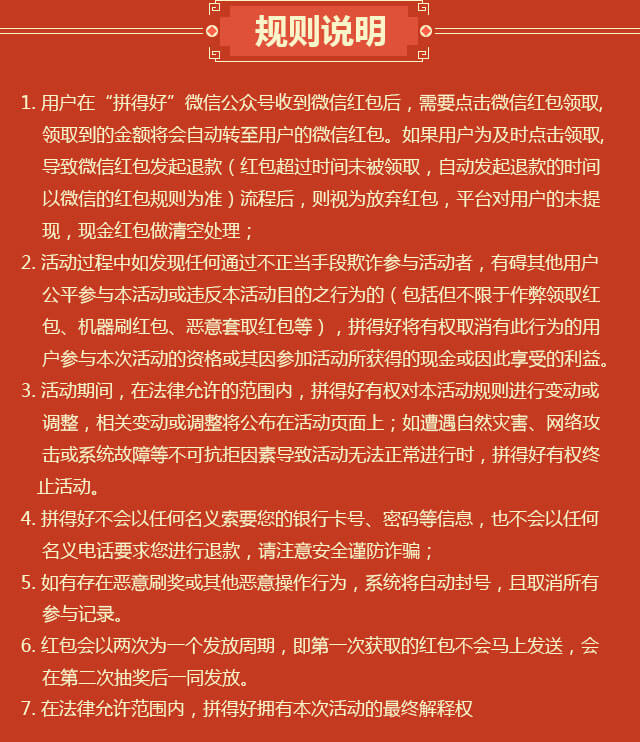 规则说明
1. 用户在“拼得好”微信公众号收到微信红包后，需要点击微信红包领取,
领取到的金额将会自动转至用户的微信红包。如果用户为及时点击领取,
导致微信红包发起退款（红包超过时间未被领取，自动发起退款的时间
以微信的红包规则为准）流程后，则视为放弃红包，平台对用户的未提
现，现金红包做清空处理；
2. 活动过程中如发现任何通过不正当手段欺诈参与活动者，有碍其他用户
公平参与本活动或违反本活动目的之行为的（包括但不限于作弊领取红
包、机器刷红包、恶意套取红包等），拼得好将有权取消有此行为的用
户参与本次活动的资格或其因参加活动所获得的现金或因此享受的利益。
3. 活动期间，在法律允许的范围内，拼得好有权对本活动规则进行变动或
调整，相关变动或调整将公布在活动页面上；如遭遇自然灾害、网络攻
击或系统故障等不可抗拒因素导致活动无法正常进行时，拼得好有权终
止活动。
4. 拼得好不会以任何名义索要您的银行卡号、密码等信息，也不会以任何
名义电话要求您进行退款，请注意安全谨防诈骗；
5. 如有存在恶意刷奖或其他恶意操作行为，系统将自动封号，且取消所有
参与记录。
6. 红包会以两次为一个发放周期，即第一次获取的红包不会马上发送，会
在第二次抽奖后一同发放。
7. 在法律允许范围内，拼得好拥有本次活动的最终解释权